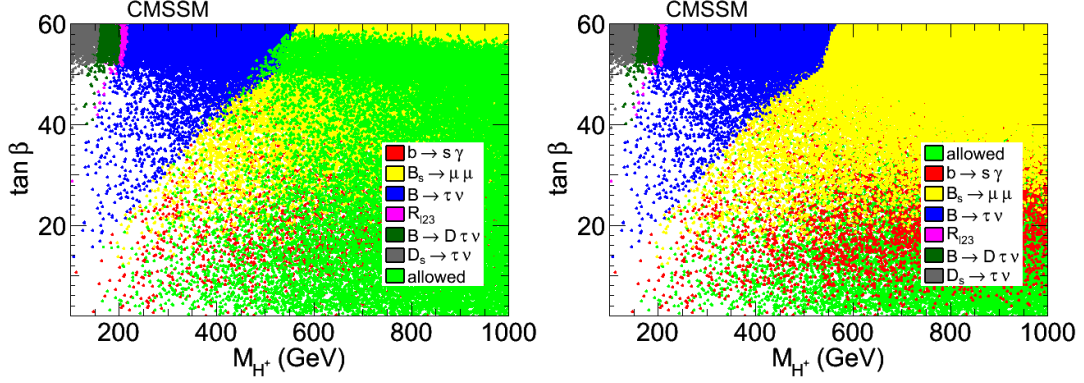 CMSSM
60
40
20
tan β
b → s γ
B_s → μ μ
B → τ ν
R_l23
B → D τ ν
D_s → τ ν
allowed
200 400 600 800 1000
M_H⁺ (GeV)
CMSSM
60
40
20
tan β
allowed
b → s γ
B_s → μ μ
B → τ ν
R_l23
B → D τ ν
D_s → τ ν
200 400 600 800 1000
M_H⁺ (GeV)